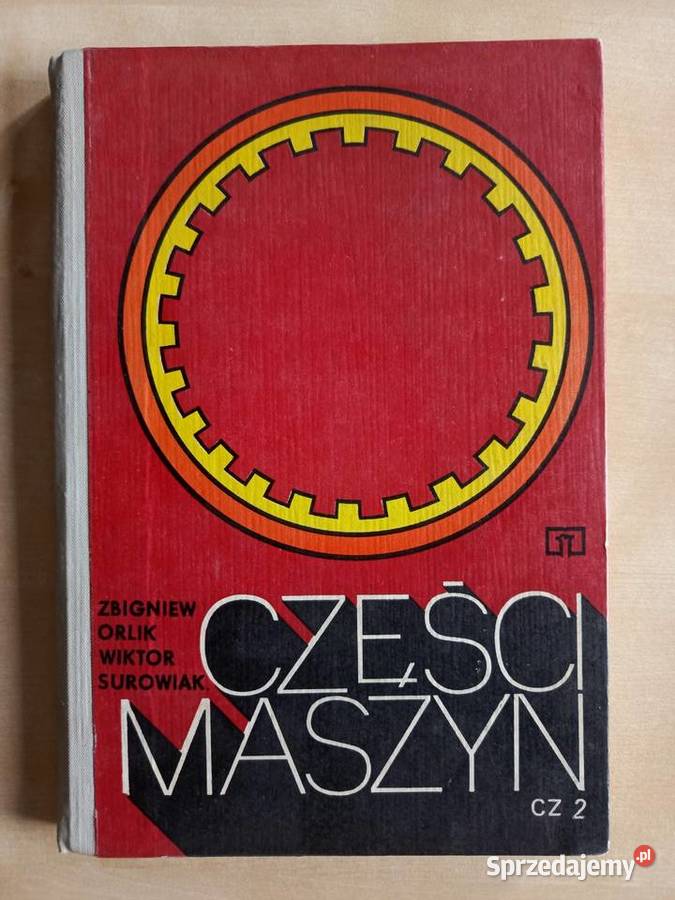 ZBIGNIEW
ORLIK
WIKTOR
SUROWIAK
CZĘŚCI
MASZYN
CZ 2
Sprzedajemy.pl